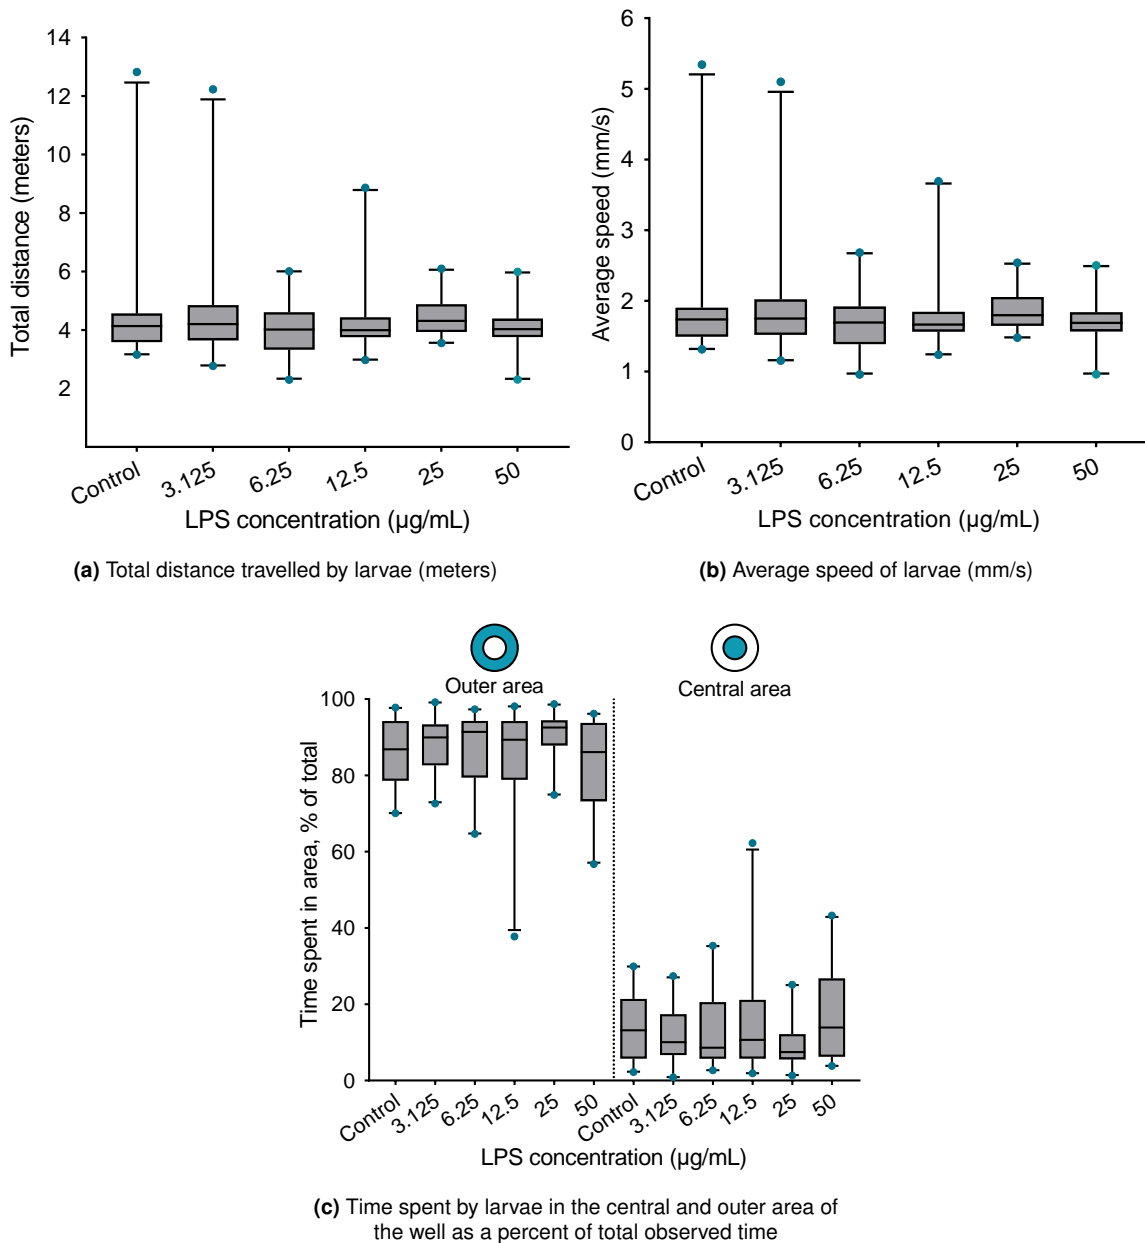 14
12
10
8
6
4
2
Total distance (meters)
Control 3.125 6.25 12.5 25 50
LPS concentration (µg/mL)
(a) Total distance travelled by larvae (meters)
6
5
4
3
2
1
0
Average speed (mm/s)
Control 3.125 6.25 12.5 25 50
LPS concentration (µg/mL)
(b) Average speed of larvae (mm/s)
Outer area
Central area
100
80
60
40
20
0
Time spent in area, % of total
Control 3.125 6.25 12.5 25 50 Control 3.125 6.25 12.5 25 50
LPS concentration (µg/mL)
(c) Time spent by larvae in the central and outer area of
the well as a percent of total observed time